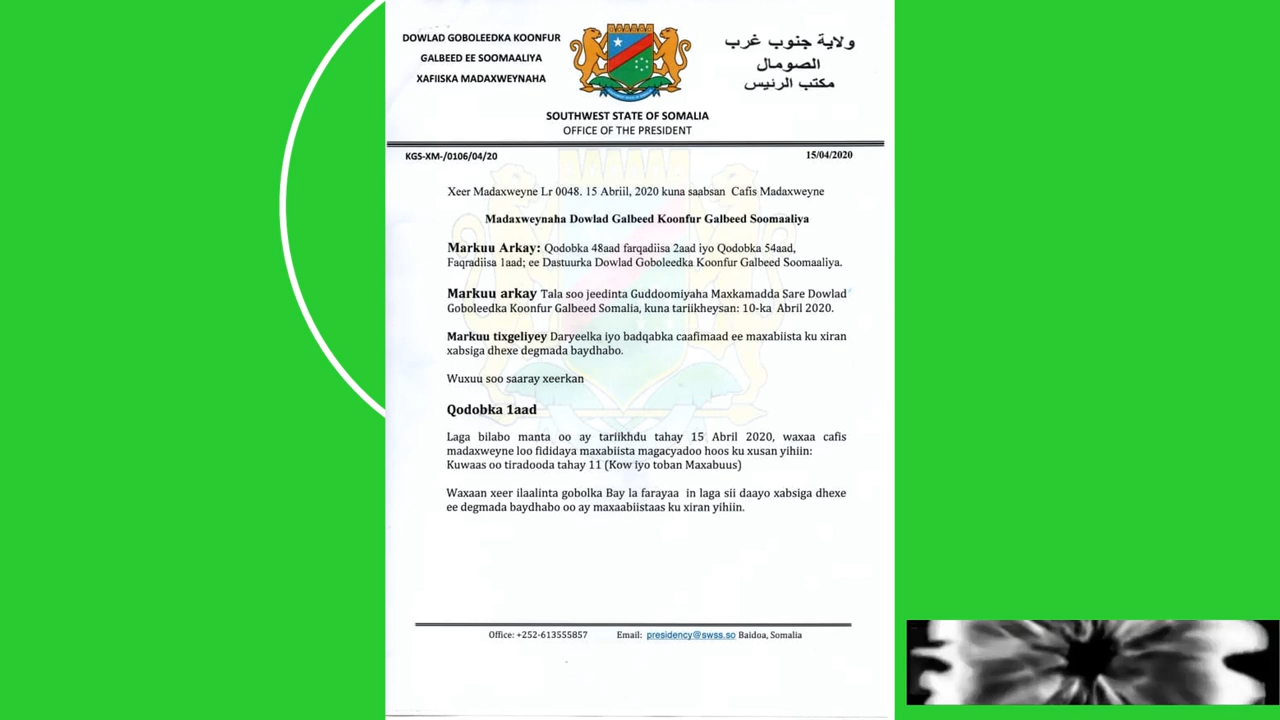 DOWLAD GOBOLEEDKA KOONFUR
GALBEED EE SOOMAALIYA
XAFIISKA MADAXWEYNAHA
ولاية جنوب غرب
الصومال
مكتب الرئيس
SOUTHWEST STATE OF SOMALIA
OFFICE OF THE PRESIDENT
KGS-XM-/0106/04/20
15/04/2020
Xeer Madaxweyne Lr 0048. 15 Abriil, 2020 kuna saabsan Cafis Madaxweyne
Madaxweynaha Dowlad Galbeed Koonfur Galbeed Soomaaliya
Markuu Arkay: Qodobka 48aad farqadiisa 2aad iyo Qodobka 54aad,
Faqradiisa 1aad; ee Dastuurka Dowlad Goboleedka Koonfur Galbeed Soomaaliya.
Markuu arkay Tala soo jeedinta Guddoomiyaha Maxkamadda Sare Dowlad
Goboleedka Koonfur Galbeed Somalia, kuna tariikheysan: 10-ka Abril 2020.
Markuu tixgeliyey Daryeelka iyo badqabka caafimaad ee maxabiista ku xiran
xabsiga dhexe degmada baydhabo.
Wuxuu soo saaray xeerkan
Qodobka 1aad
Laga bilabo manta oo ay tariikhdu tahay 15 Abril 2020, waxaa cafis
madaxweyne loo fididaya maxabiista magacyadoo hoos ku xusan yihiin:
Kuwaas oo tiradooda tahay 11 (Kow iyo toban Maxabuus)
Waxaan xeer ilaalinta gobolka Bay la farayaa in laga sii daayo xabsiga dhexe
ee degmada baydhabo oo ay maxaabiistaas ku xiran yihiin.
Office: +252-613555857 Email: presidency@swss.so Baidoa, Somalia